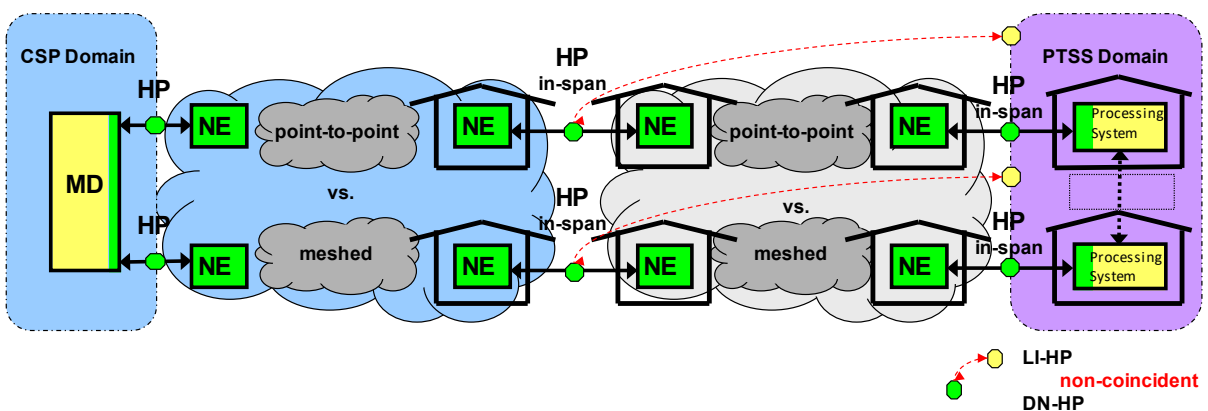 CSP Domain
PTSS Domain
HP
HP
in-span
HP
in-span
MD
NE
point-to-point
NE
NE
point-to-point
NE
Processing
System
vs.
vs.
HP
HP
in-span
HP
in-span
NE
meshed
NE
NE
meshed
NE
Processing
System
LI-HP
non-coincident
DN-HP